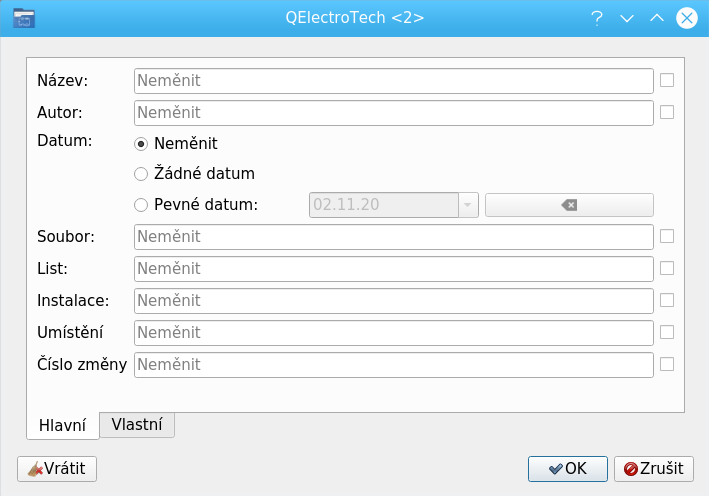 QElectroTech <2>
Název: Neměnit
Autor: Neměnit
Datum: Neměnit
Žádné datum
Pevné datum: 02.11.20
Soubor: Neměnit
List: Neměnit
Instalace: Neměnit
Umístění Neměnit
Číslo změny Neměnit
Hlavní Vlastní
Vrátit OK Zrušit